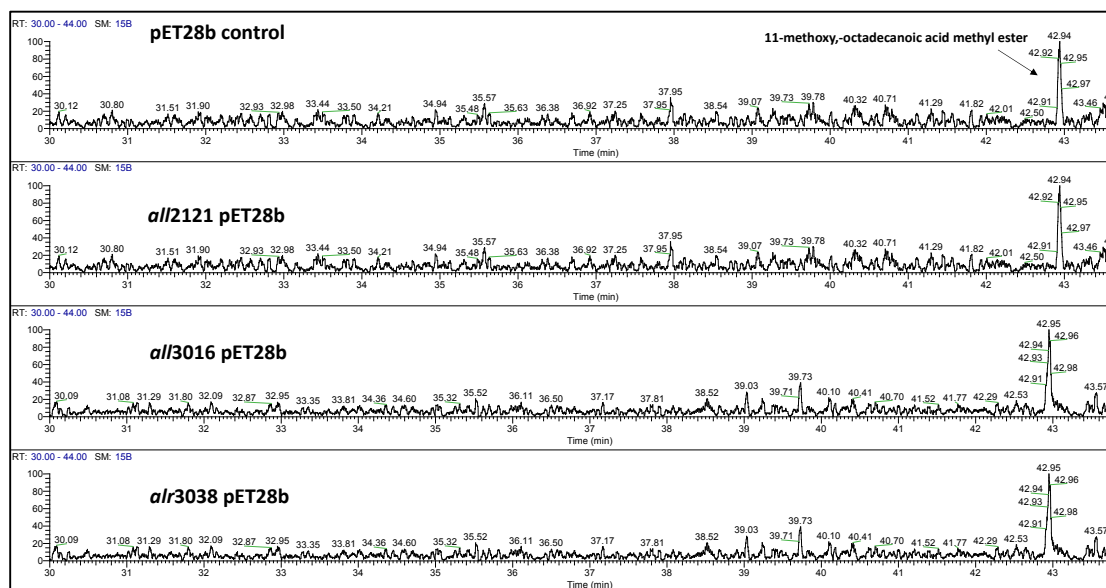 RT: 30.00 - 44.00 SM: 15B
pET28b control
11-methoxy,-octadecanoic acid methyl ester
100
80
60
40
20
0
42.94
42.92 42.95
42.97
30.12 30.80 31.51 31.90 32.93 32.98 33.44 33.50 34.21 34.94 35.48 35.57 35.63 36.38 36.92 37.25 37.95 37.95 38.54 39.07 39.73 39.78 40.32 40.71 41.29 41.82 42.01 42.50 42.91 43.46
30 31 32 33 34 35 36 37 38 39 40 41 42 43
Time (min)
RT: 30.00 - 44.00 SM: 15B
all2121 pET28b
100
80
60
40
20
0
42.94
42.92 42.95
42.97
30.12 30.80 31.51 31.90 32.93 32.98 33.44 33.50 34.21 34.94 35.48 35.57 35.63 36.38 36.92 37.25 37.95 37.95 38.54 39.07 39.73 39.78 40.32 40.71 41.29 41.82 42.01 42.50 42.91 43.46
30 31 32 33 34 35 36 37 38 39 40 41 42 43
Time (min)
RT: 30.00 - 44.00 SM: 15B
all3016 pET28b
100
80
60
40
20
0
42.95
42.94 42.96
42.93
42.91 42.98
30.09 31.08 31.29 31.80 32.09 32.87 32.95 33.35 33.81 34.36 34.60 35.32 35.52 36.11 36.50 37.17 37.81 38.52 39.03 39.71 39.73 40.10 40.41 40.70 41.52 41.77 42.29 42.53 43.57
30 31 32 33 34 35 36 37 38 39 40 41 42 43
Time (min)
RT: 30.00 - 44.00 SM: 15B
alr3038 pET28b
100
80
60
40
20
0
42.95
42.94 42.96
42.93
42.91 42.98
30.09 31.08 31.29 31.80 32.09 32.87 32.95 33.35 33.81 34.36 34.60 35.32 35.52 36.11 36.50 37.17 37.81 38.52 39.03 39.71 39.73 40.10 40.41 40.70 41.52 41.77 42.29 42.53 43.57
30 31 32 33 34 35 36 37 38 39 40 41 42 43
Time (min)